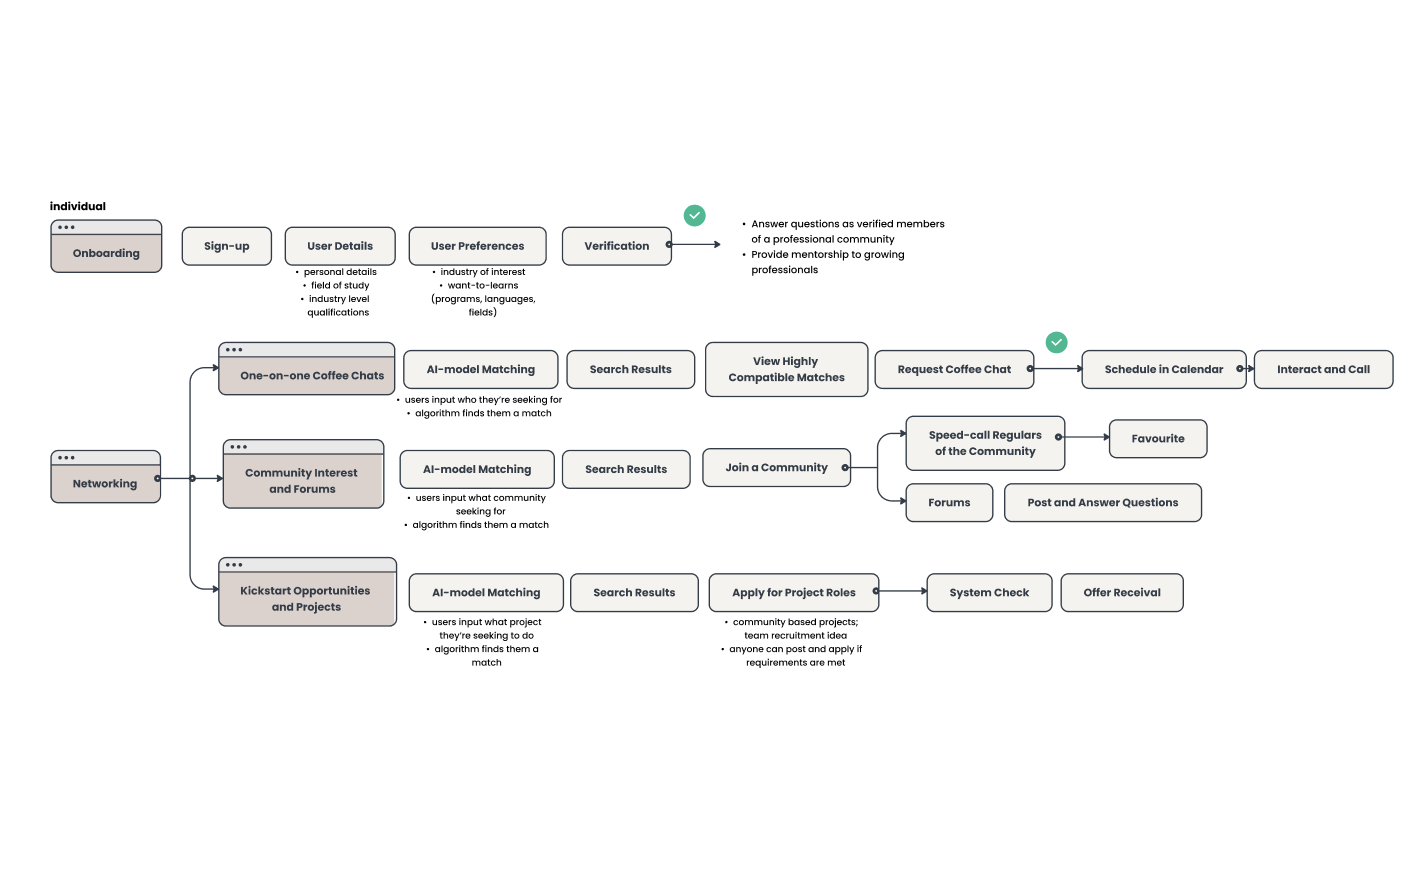 individual
Onboarding
Sign-up
User Details
• personal details
• field of study
• industry level
qualifications
User Preferences
• industry of interest
• want-to-learns
(programs, languages,
fields)
Verification
• Answer questions as verified members
of a professional community
• Provide mentorship to growing
professionals
Networking
One-on-one Coffee Chats
AI-model Matching
• users input who they're seeking for
• algorithm finds them a match
Search Results
View Highly
Compatible Matches
Request Coffee Chat
Schedule in Calendar
Interact and Call
Community Interest
and Forums
AI-model Matching
• users input what community
seeking for
• algorithm finds them a match
Search Results
Join a Community
Speed-call Regulars
of the Community
Favourite
Forums
Post and Answer Questions
Kickstart Opportunities
and Projects
AI-model Matching
• users input what project
they're seeking to do
• algorithm finds them a
match
Search Results
Apply for Project Roles
• community based projects;
team recruitment idea
• anyone can post and apply if
requirements are met
System Check
Offer Receival